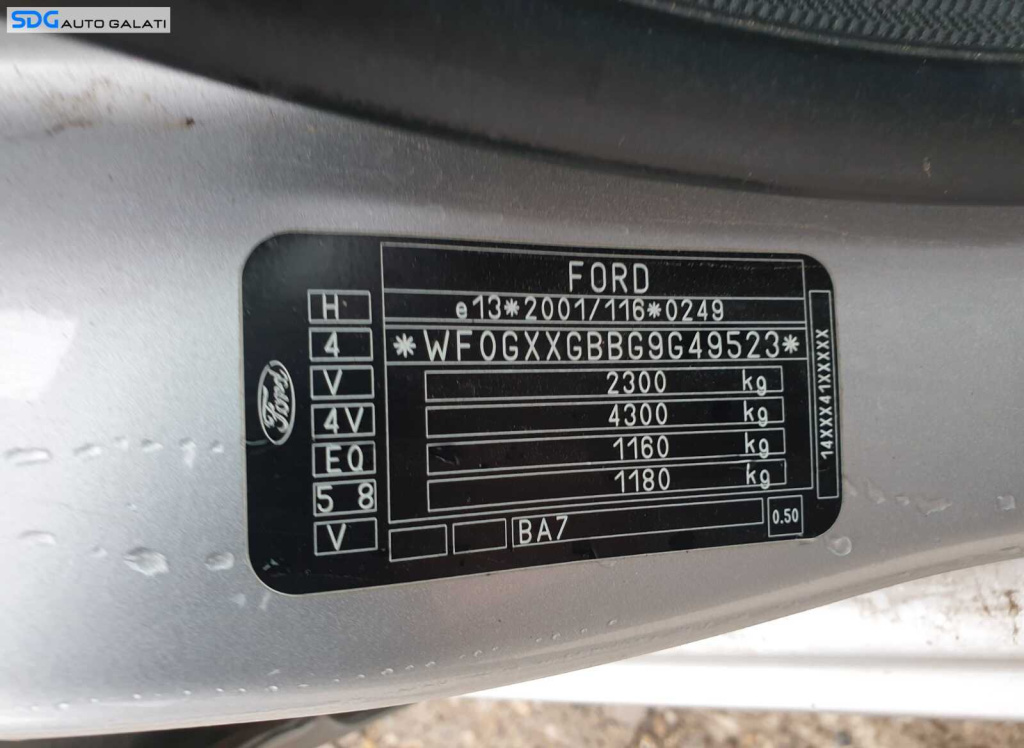 SDG AUTO GALATI
FORD
e13*2001/116*0249
*WF0GXXGBBG9G49523*
2300 kg
4300 kg
1160 kg
1180 kg
BA7
0.50
H
4
V
4V
EQ
5 8
V
Ford
14XXX41XXXXX